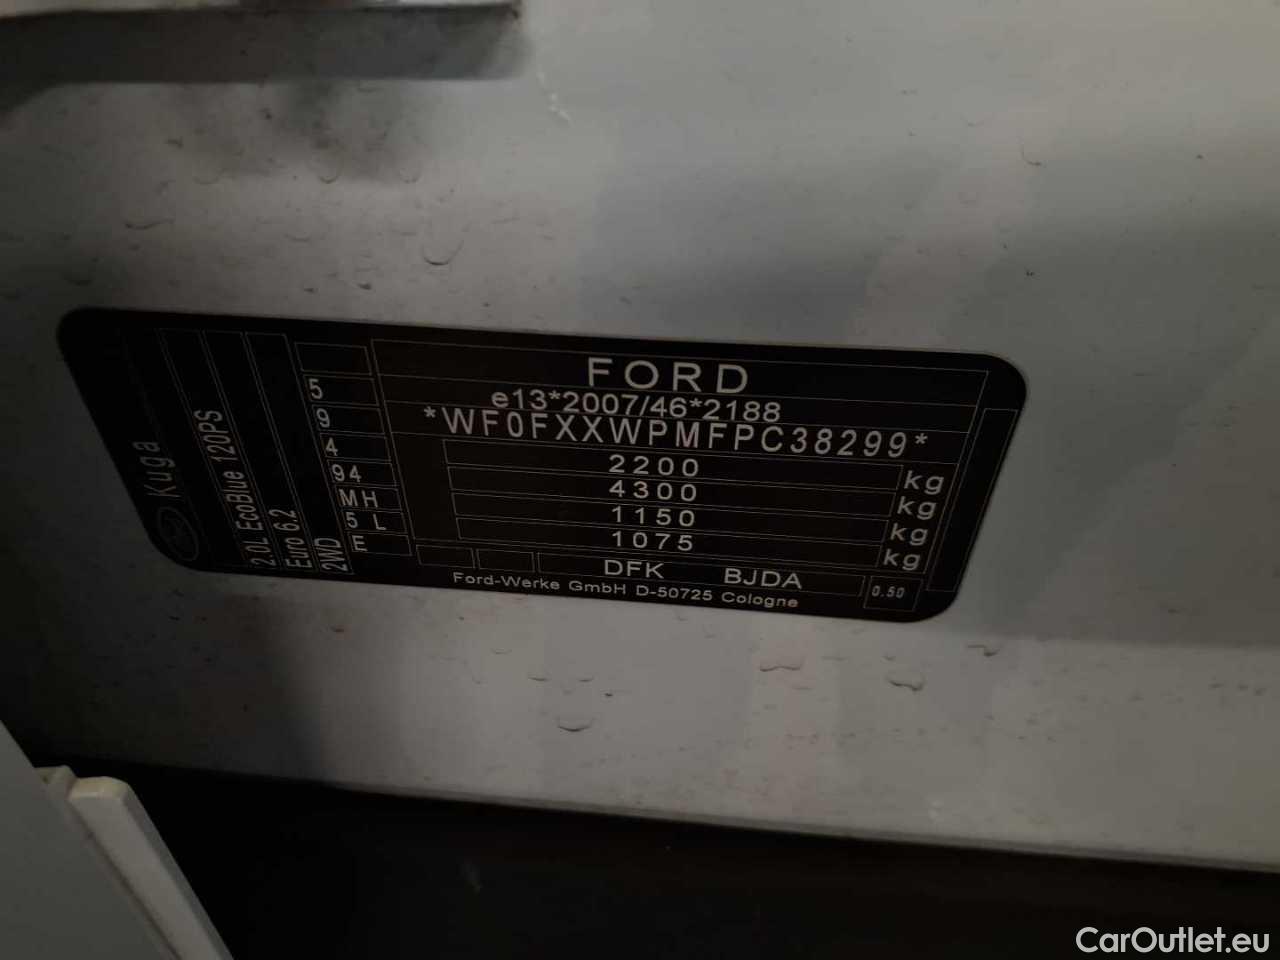 FORD
e13*2007/46*2188
*WF0FXXWPMFPC38299*
2200 kg
4300 kg
1150 kg
1075 kg
DFK BJDA
0.50
Ford-Werke GmbH D-50725 Cologne
5
9
4
94
MH
5 L
E
Ford Kuga
2.0L EcoBlue 120PS
Euro 6.2
2WD
CarOutlet.eu